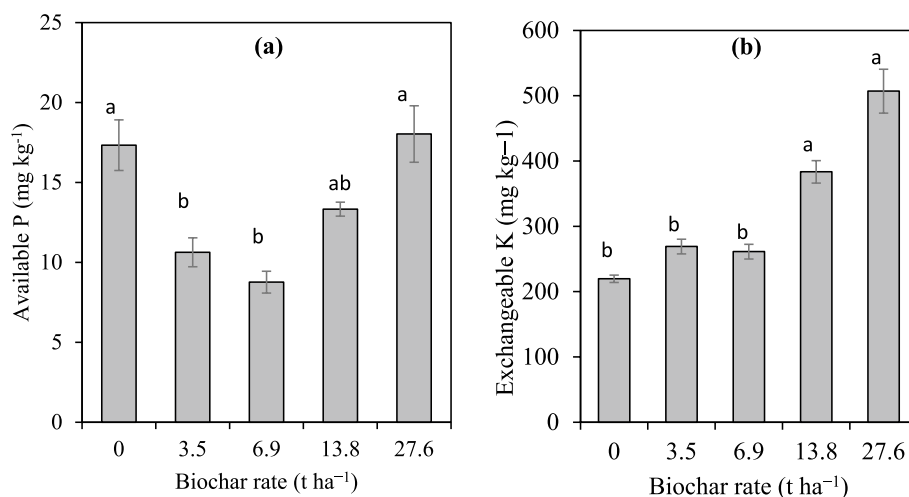 (a)
Available P (mg kg⁻¹)
25
20
15
10
5
0
a
b
b
ab
a
0 3.5 6.9 13.8 27.6
Biochar rate (t ha⁻¹)
(b)
Exchangeable K (mg kg−1)
600
500
400
300
200
100
0
b
b
b
a
a
0 3.5 6.9 13.8 27.6
Biochar rate (t ha⁻¹)